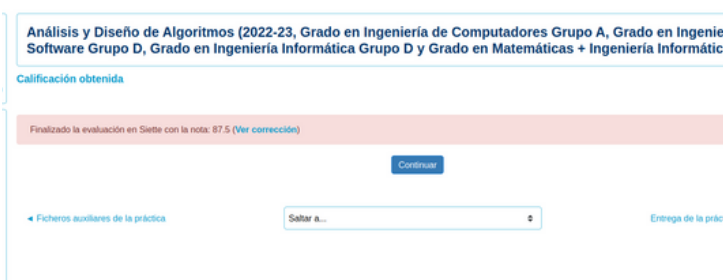 Análisis y Diseño de Algoritmos (2022-23, Grado en Ingeniería de Computadores Grupo A, Grado en Ingenie
Software Grupo D, Grado en Ingeniería Informática Grupo D y Grado en Matemáticas + Ingeniería Informátic
Calificación obtenida
Finalizado la evaluación en Siette con la nota: 87.5 (Ver corrección)
Continuar
◄ Ficheros auxiliares de la práctica
Saltar a...
Entrega de la prác